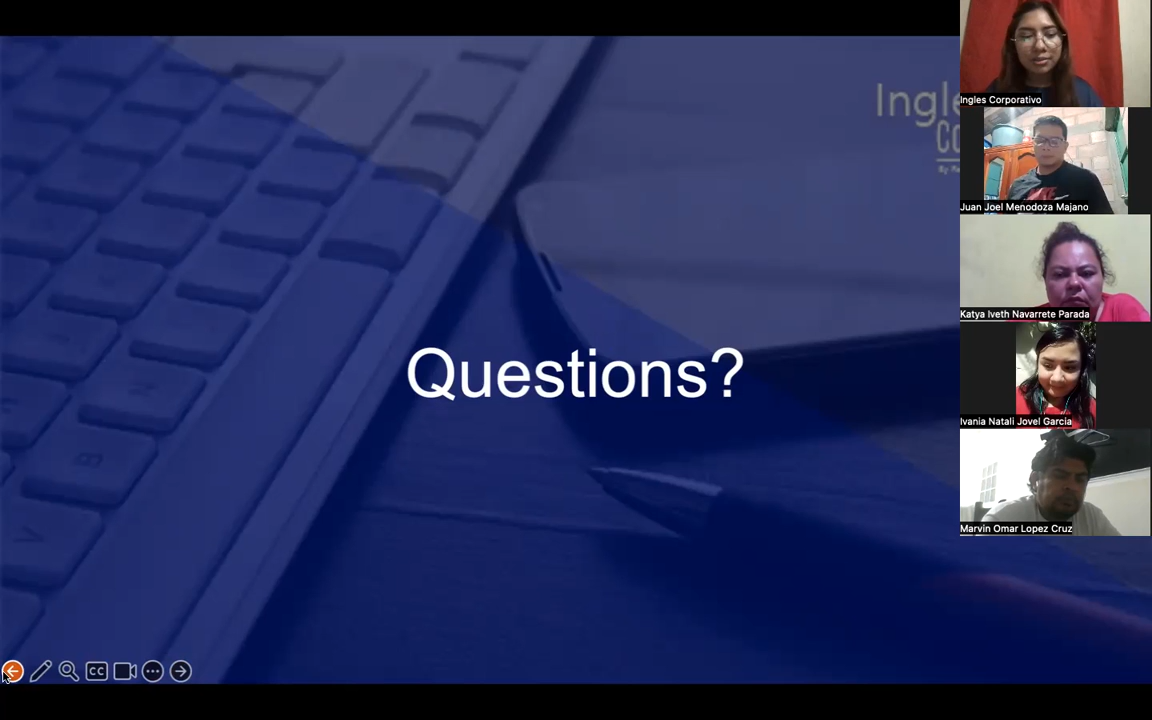 Ingles Corporativo
Juan Joel Menodoza Majano
Katya Iveth Navarrete Parada
Questions?
Ivania Natali Jovel Garcia
Marvin Omar Lopez Cruz
CC